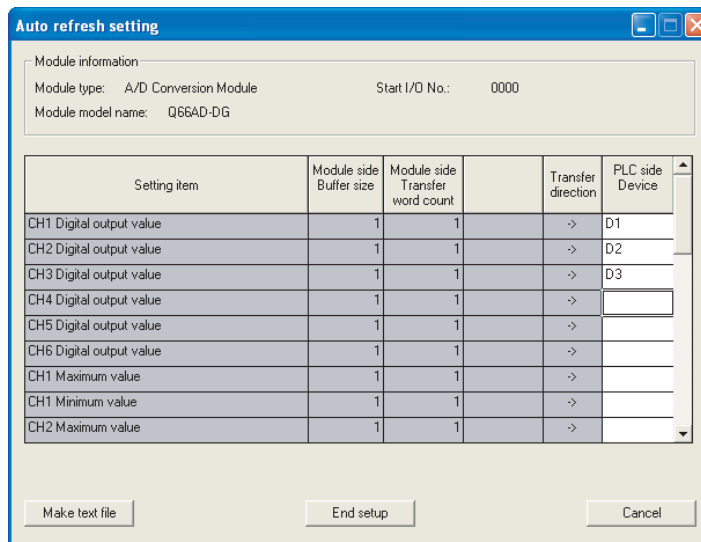 Auto refresh setting
Module information
Module type: A/D Conversion Module Start I/O No.: 0000
Module model name: Q66AD-DG
Setting item Module side Buffer size Module side Transfer word count Transfer direction PLC side Device
CH1 Digital output value 1 1 -> D1
CH2 Digital output value 1 1 -> D2
CH3 Digital output value 1 1 -> D3
CH4 Digital output value 1 1 ->
CH5 Digital output value 1 1 ->
CH6 Digital output value 1 1 ->
CH1 Maximum value 1 1 ->
CH1 Minimum value 1 1 ->
CH2 Maximum value 1 1 ->
Make text file End setup Cancel